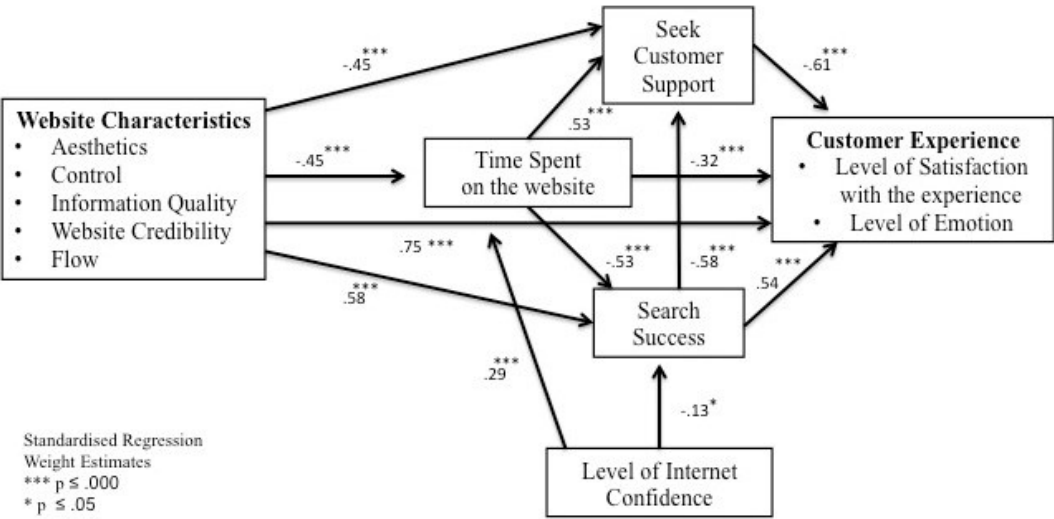 Seek
Customer
Support
-.45***
-.61***
Website Characteristics
• Aesthetics
• Control
• Information Quality
• Website Credibility
• Flow
.53***
-.45***
Time Spent
on the website
-.32***
Customer Experience
• Level of Satisfaction
with the experience
• Level of Emotion
.75 ***
-.53***
-.58***
.54***
.58***
Search
Success
.29***
-.13*
Level of Internet
Confidence
Standardised Regression
Weight Estimates
*** p ≤ .000
* p ≤ .05